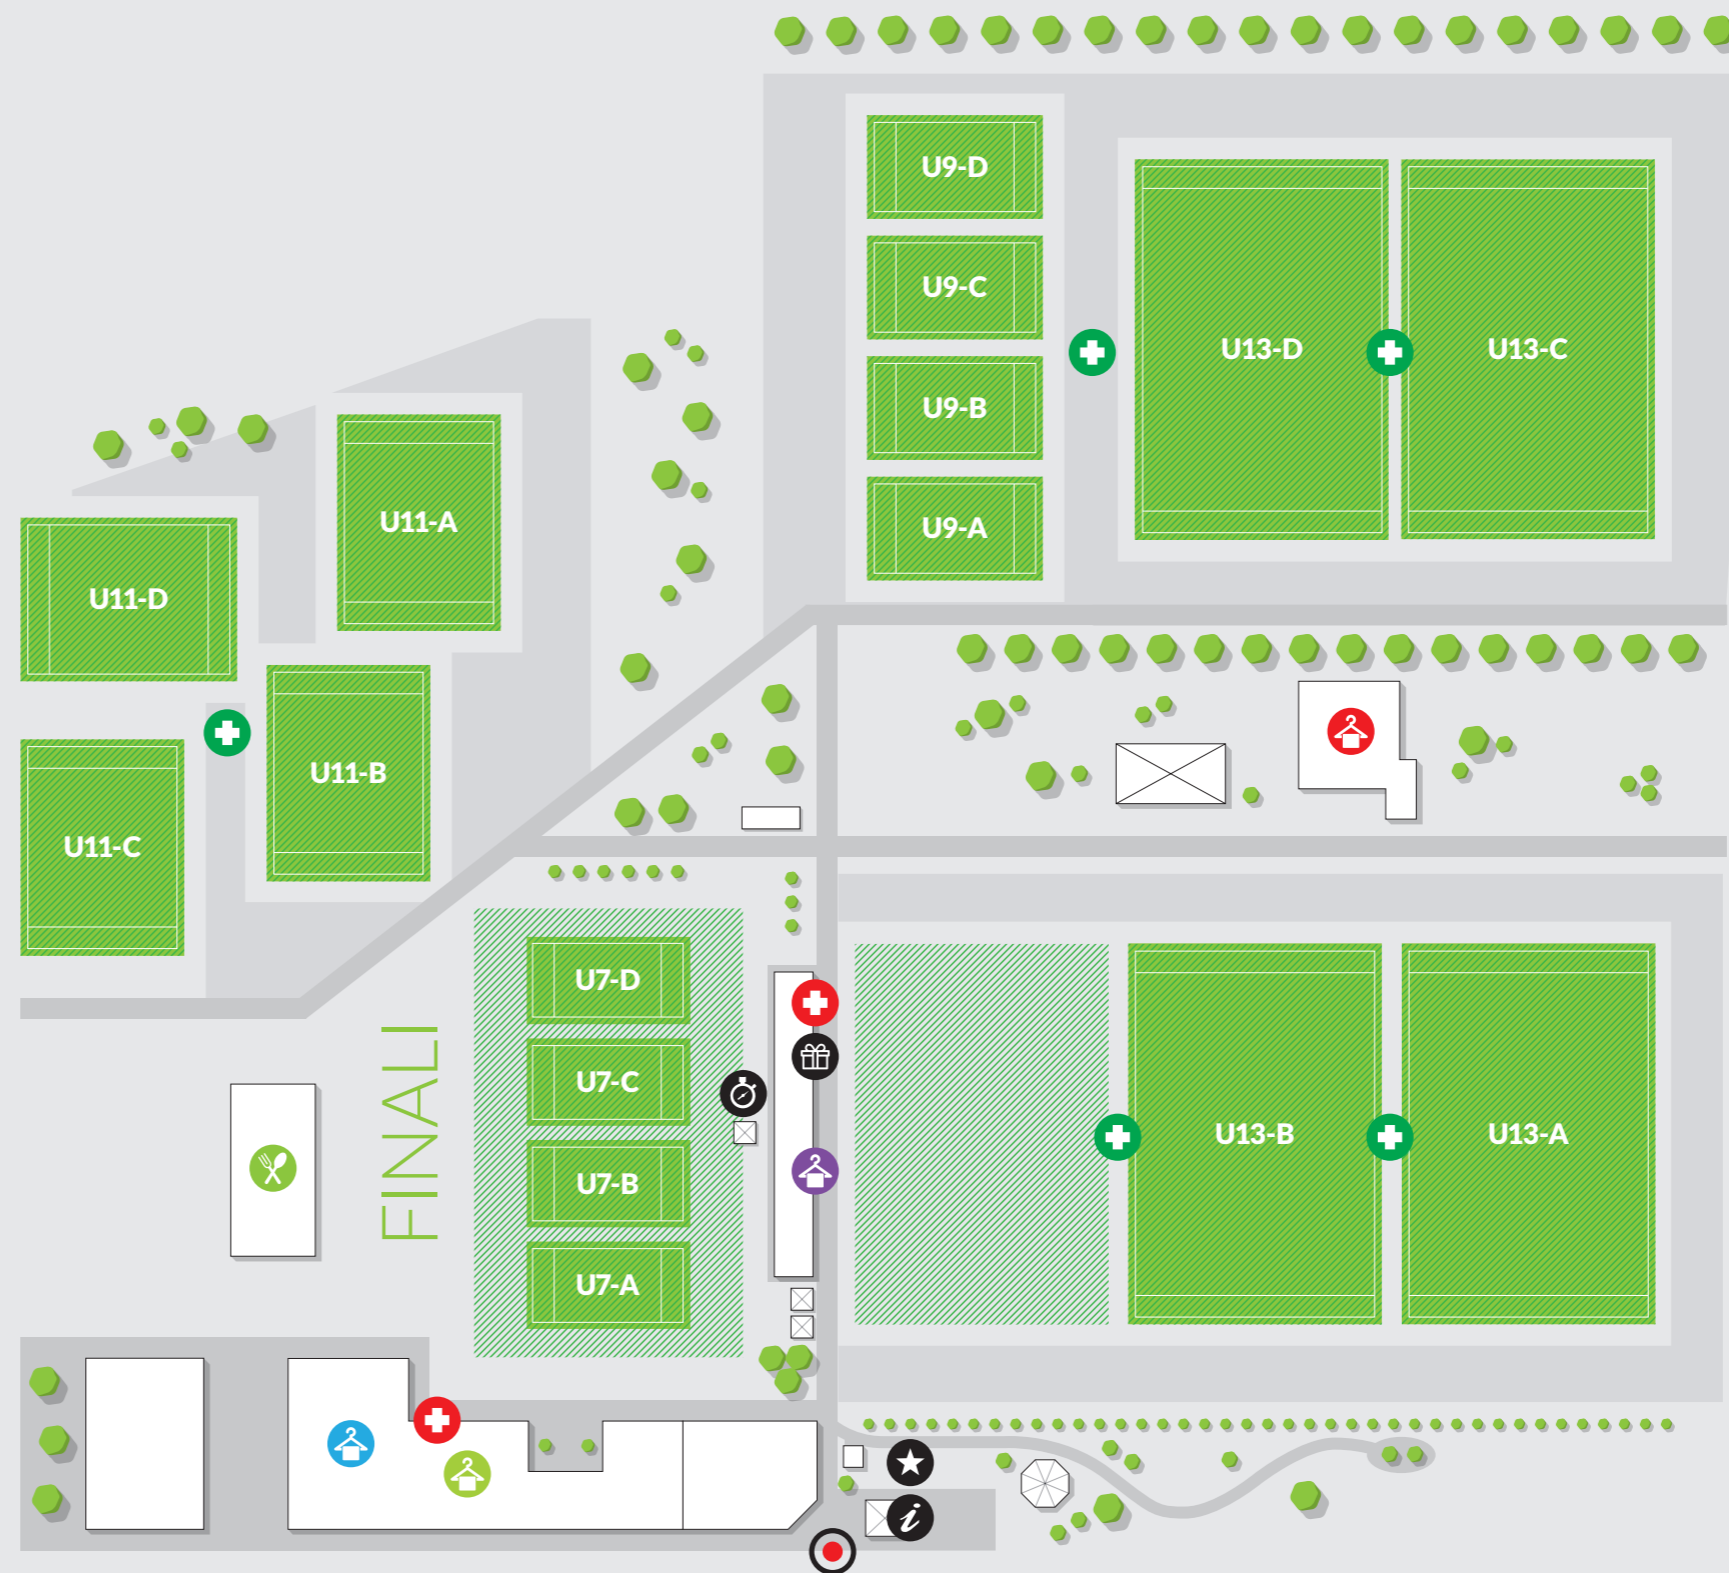 U9-D
U9-C
U9-B
U9-A
U13-D
U13-C
U11-A
U11-D
U11-B
U11-C
FINALI
U7-D
U7-C
U7-B
U7-A
U13-B
U13-A
i